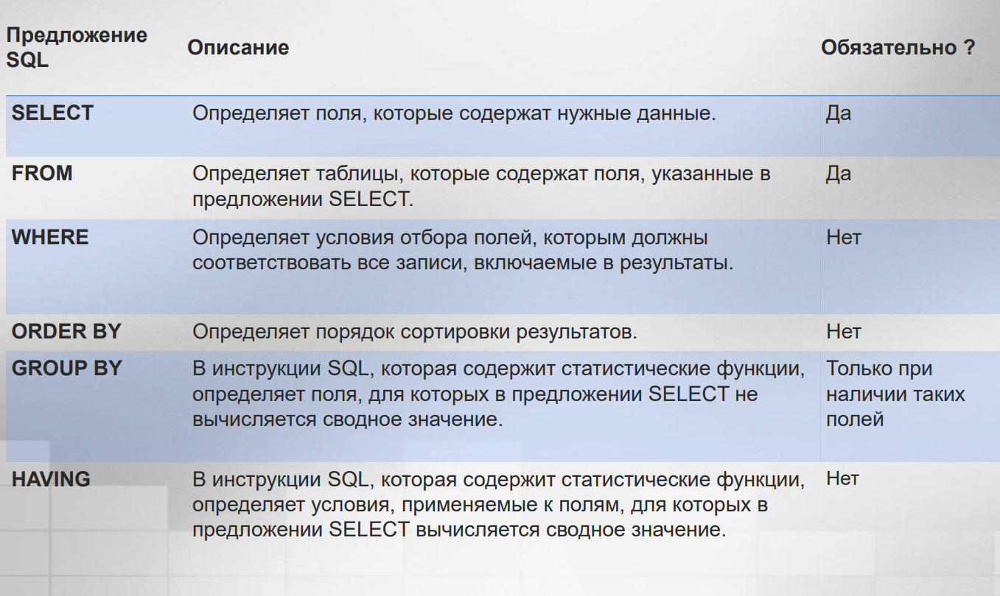 Предложение
SQL
Описание
Обязательно ?
SELECT
Определяет поля, которые содержат нужные данные.
Да
FROM
Определяет таблицы, которые содержат поля, указанные в
предложении SELECT.
Да
WHERE
Определяет условия отбора полей, которым должны
соответствовать все записи, включаемые в результаты.
Нет
ORDER BY
Определяет порядок сортировки результатов.
Нет
GROUP BY
В инструкции SQL, которая содержит статистические функции,
определяет поля, для которых в предложении SELECT не
вычисляется сводное значение.
Только при
наличии таких
полей
HAVING
В инструкции SQL, которая содержит статистические функции,
определяет условия, применяемые к полям, для которых в
предложении SELECT вычисляется сводное значение.
Нет